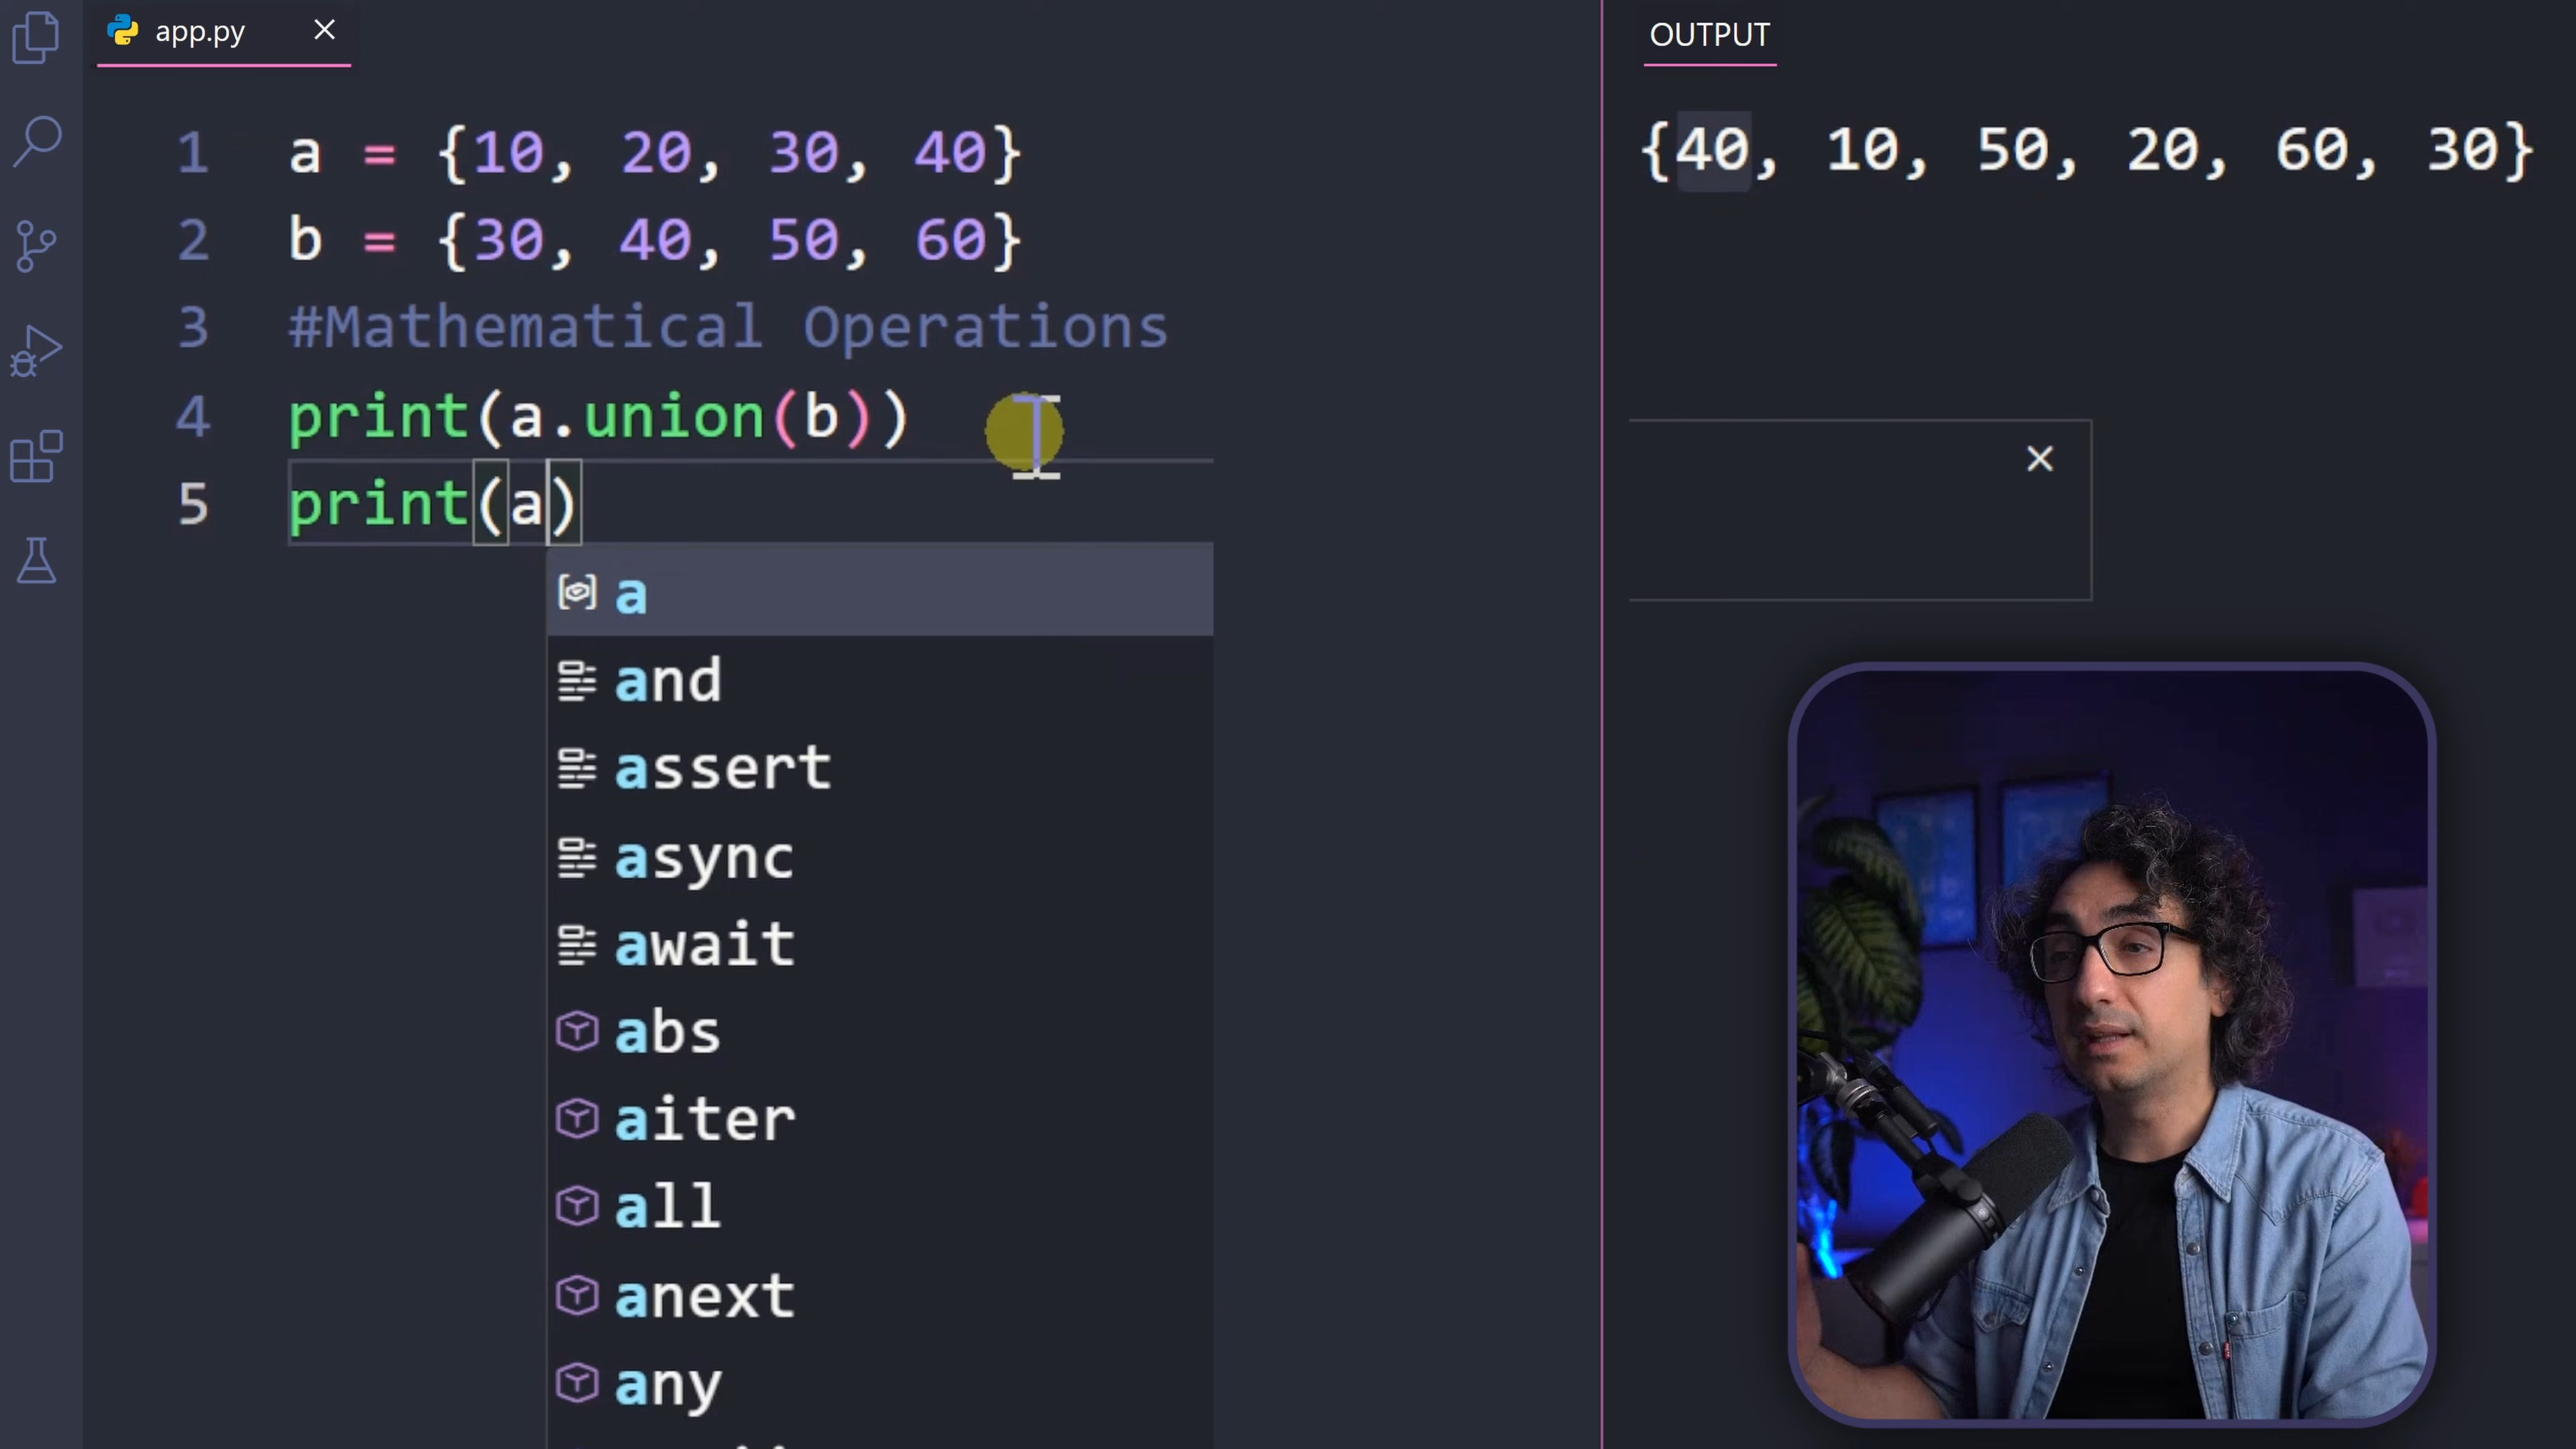 app.py
1 a = {10, 20, 30, 40}
2 b = {30, 40, 50, 60}
3 #Mathematical Operations
4 print(a.union(b))
5 print(a)
a
and
assert
async
await
abs
aiter
all
anext
any
OUTPUT
{40, 10, 50, 20, 60, 30}